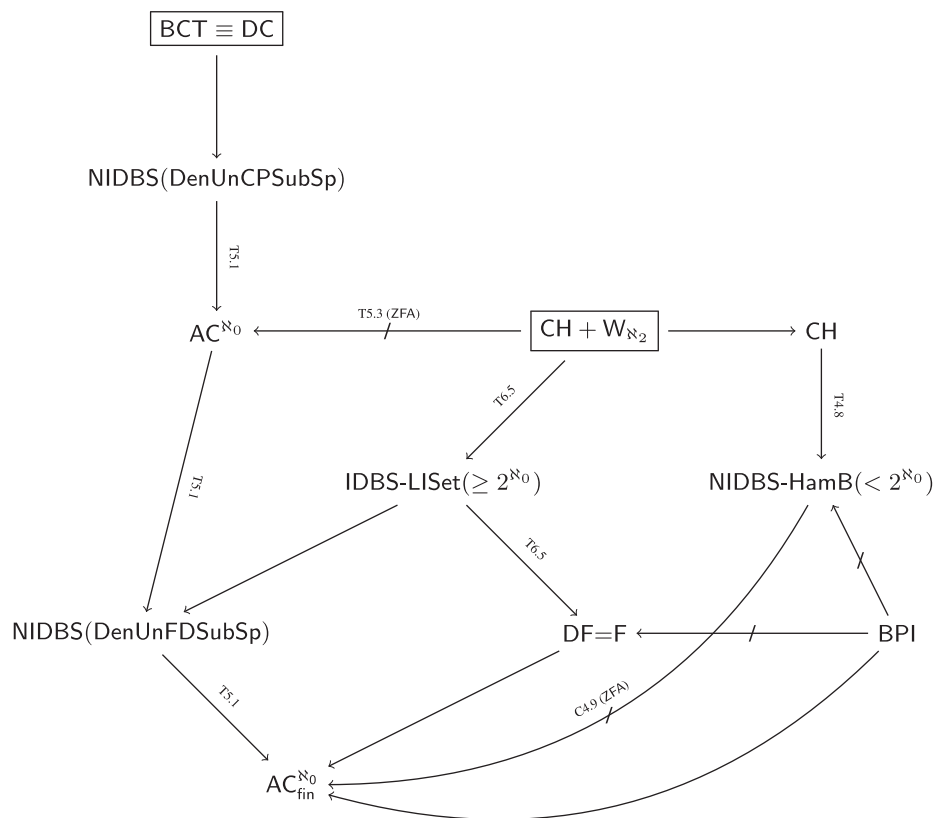 BCT ≡ DC
NIDBS(DenUnCPSubSp)
T5.1
T5.3 (ZFA)
AC^ℵ₀
CH + W_ℵ₂
CH
T6.5
T4.8
IDBS-LISet(≥ 2^ℵ₀)
NIDBS-HamB(< 2^ℵ₀)
T5.1
T6.5
NIDBS(DenUnFDSubSp)
DF=F
BPI
T5.1
C4.9 (ZFA)
AC_fin^ℵ₀